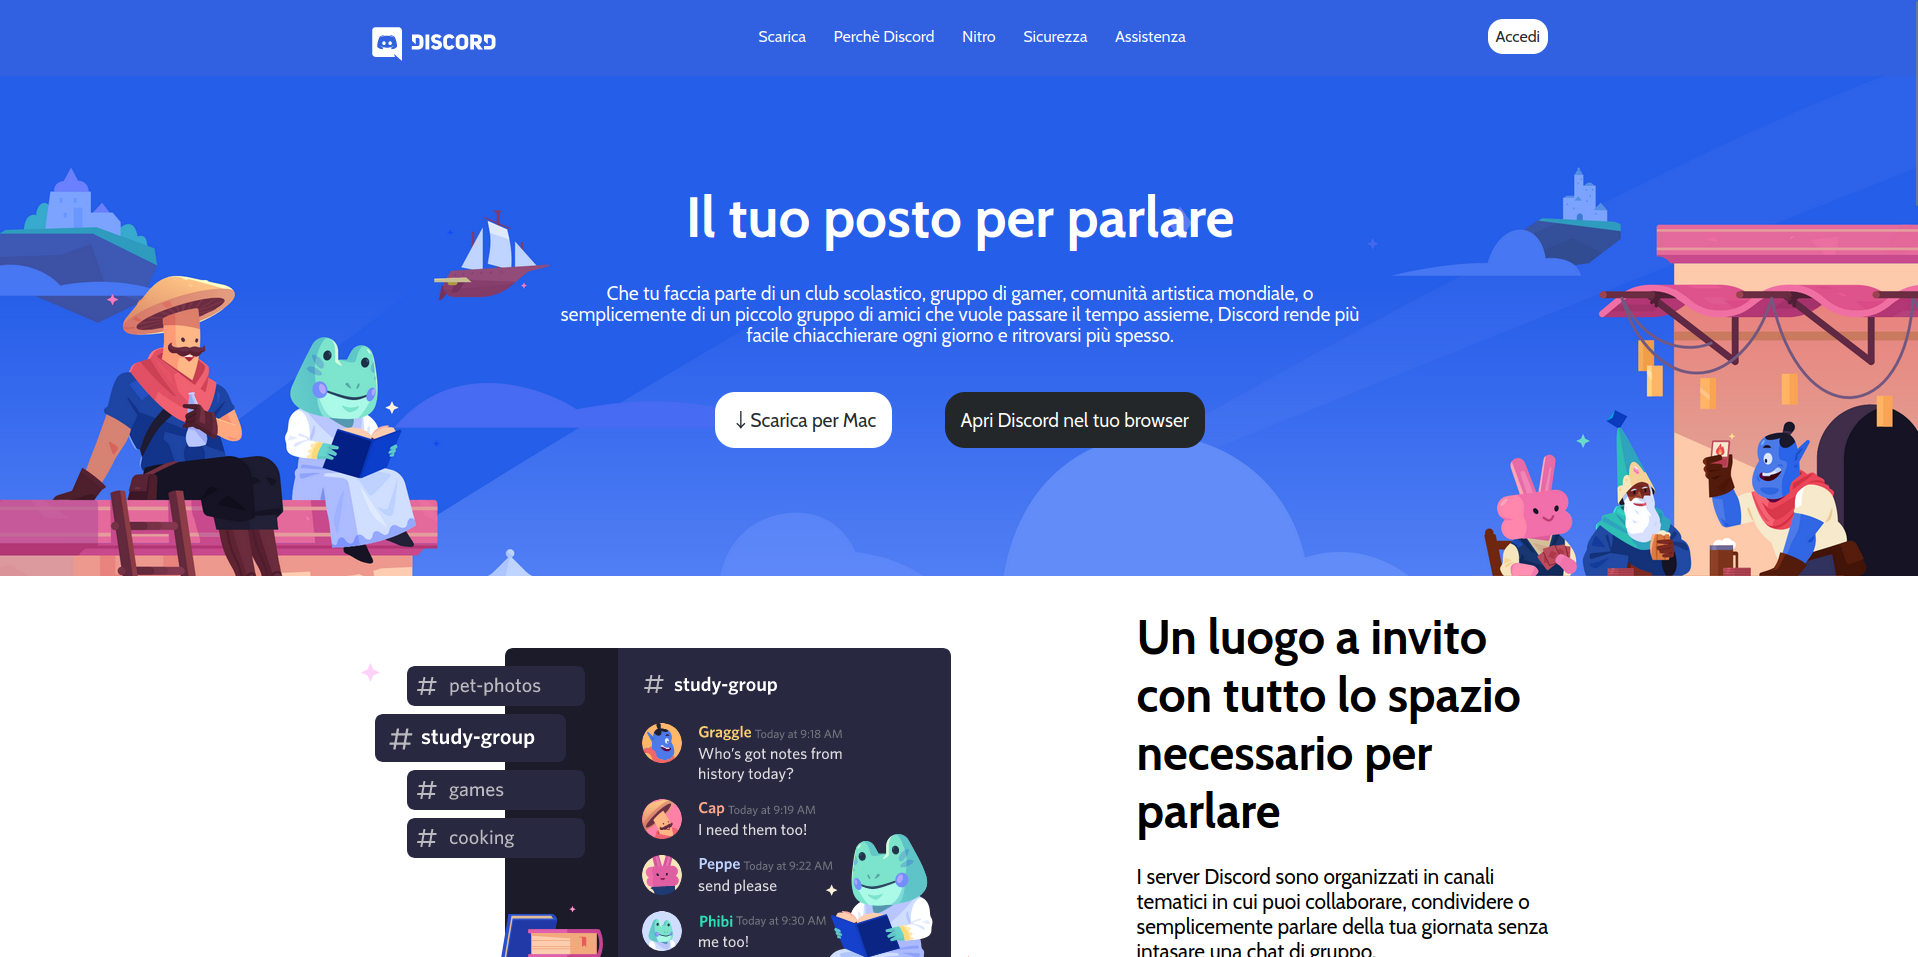 DISCORD
Scarica
Perchè Discord
Nitro
Sicurezza
Assistenza
Accedi
Il tuo posto per parlare
Che tu faccia parte di un club scolastico, gruppo di gamer, comunità artistica mondiale, o
semplicemente di un piccolo gruppo di amici che vuole passare il tempo assieme, Discord rende più
facile chiacchierare ogni giorno e ritrovarsi più spesso.
↓ Scarica per Mac
Apri Discord nel tuo browser
# pet-photos
# study-group
# games
# cooking
# study-group
Graggle Today at 9:18 AM
Who's got notes from
history today?
Cap Today at 9:19 AM
I need them too!
Peppe Today at 9:22 AM
send please
Phibi Today at 9:30 AM
me too!
Un luogo a invito
con tutto lo spazio
necessario per
parlare
I server Discord sono organizzati in canali
tematici in cui puoi collaborare, condividere o
semplicemente parlare della tua giornata senza
intasare una chat di gruppo.